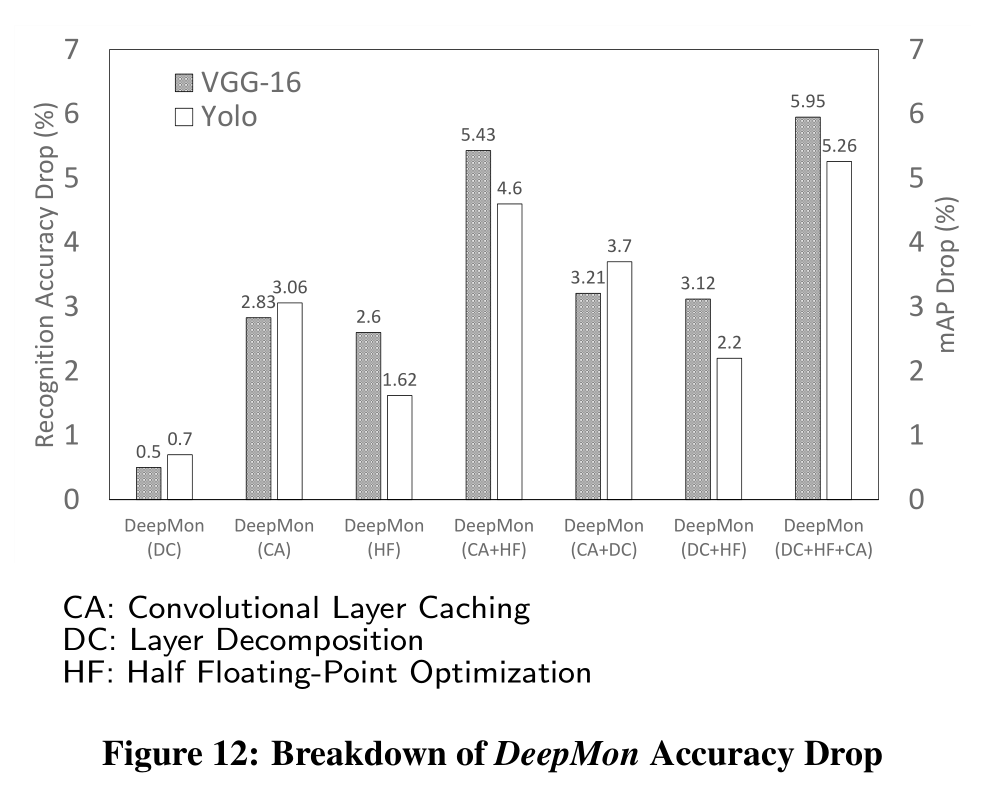 7
6
5
4
3
2
1
0
Recognition Accuracy Drop (%)
VGG-16
Yolo
0.5
0.7
2.83
3.06
2.6
1.62
5.43
4.6
3.21
3.7
3.12
2.2
5.95
5.26
7
6
5
4
3
2
1
0
mAP Drop (%)
DeepMon
(DC)
DeepMon
(CA)
DeepMon
(HF)
DeepMon
(CA+HF)
DeepMon
(CA+DC)
DeepMon
(DC+HF)
DeepMon
(DC+HF+CA)
CA: Convolutional Layer Caching
DC: Layer Decomposition
HF: Half Floating-Point Optimization
Figure 12: Breakdown of DeepMon Accuracy Drop